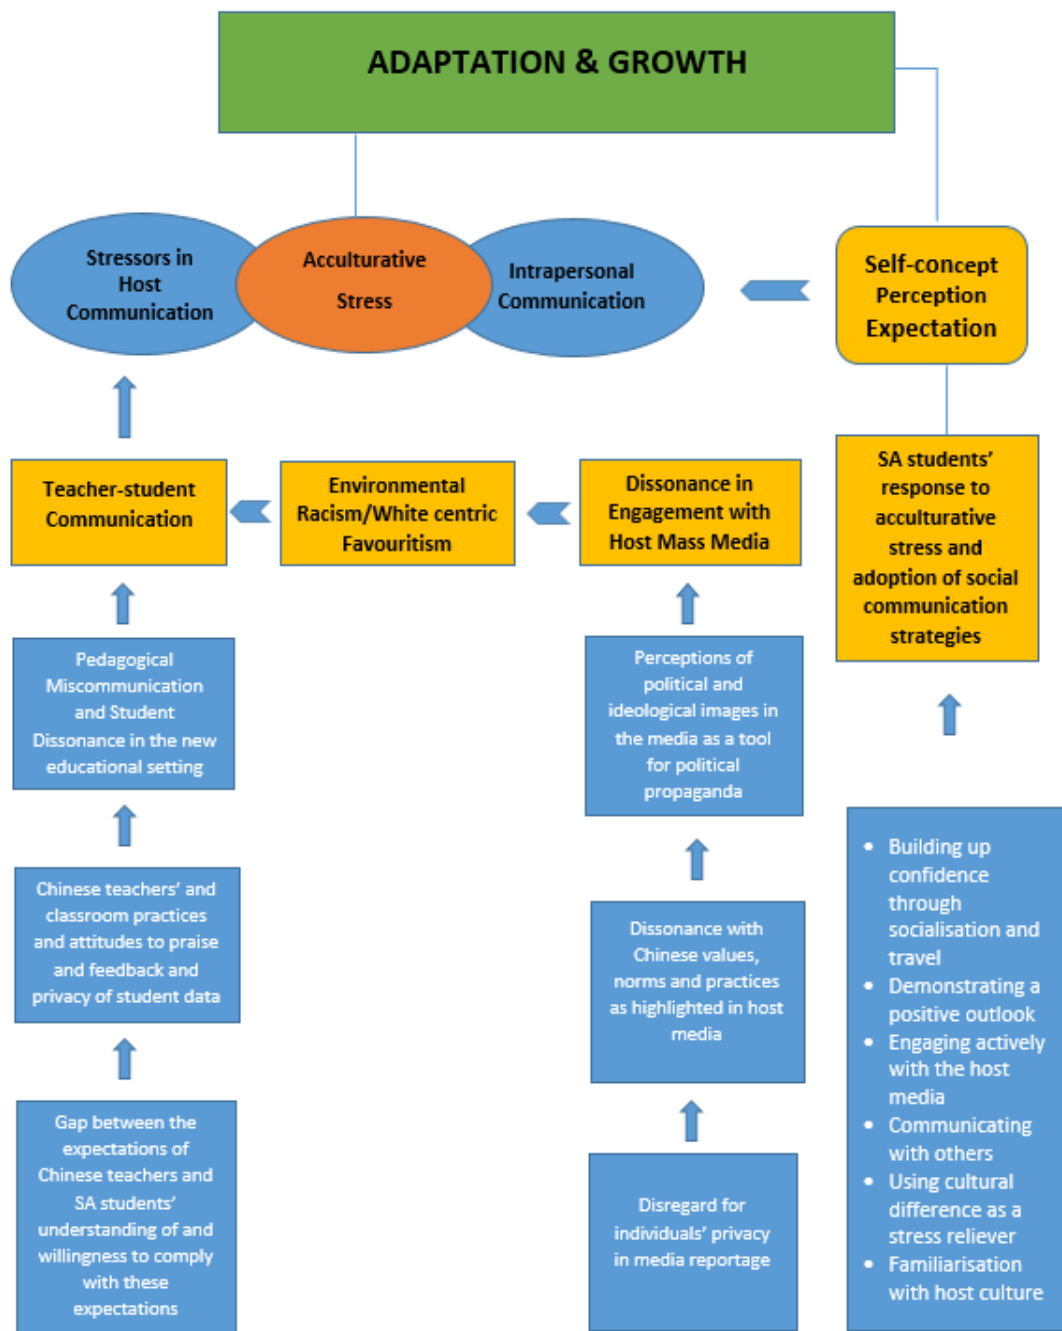 ADAPTATION & GROWTH
Stressors in
Host
Communication
Acculturative
Stress
Intrapersonal
Communication
Self-concept
Perception
Expectation
Teacher-student
Communication
Environmental
Racism/White centric
Favouritism
Dissonance in
Engagement with
Host Mass Media
SA students'
response to
acculturative
stress and
adoption of social
communication
strategies
Pedagogical
Miscommunication
and Student
Dissonance in the new
educational setting
Perceptions of
political and
ideological images in
the media as a tool
for political
propaganda
Chinese teachers' and
classroom practices
and attitudes to praise
and feedback and
privacy of student data
Dissonance with
Chinese values,
norms and practices
as highlighted in host
media
• Building up
confidence
through
socialisation and
travel
• Demonstrating a
positive outlook
• Engaging actively
with the host
media
• Communicating
with others
• Using cultural
difference as a
stress reliever
• Familiarisation
with host culture
Gap between the
expectations of
Chinese teachers and
SA students'
understanding of and
willingness to comply
with these
expectations
Disregard for
individuals' privacy
in media reportage